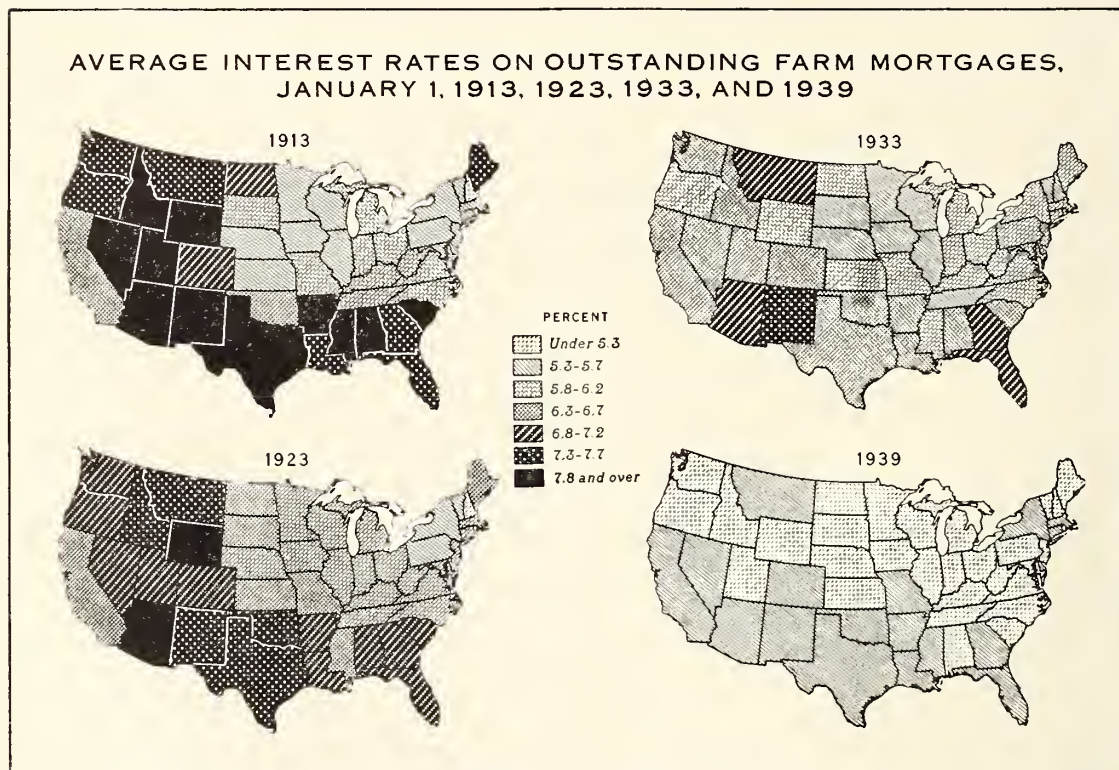 AVERAGE INTEREST RATES ON OUTSTANDING FARM MORTGAGES,
JANUARY 1, 1913, 1923, 1933, AND 1939
1913
1933
PERCENT
Under 5.3
5.3-5.7
5.8-6.2
6.3-6.7
6.8-7.2
7.3-7.7
7.8 and over
1923
1939